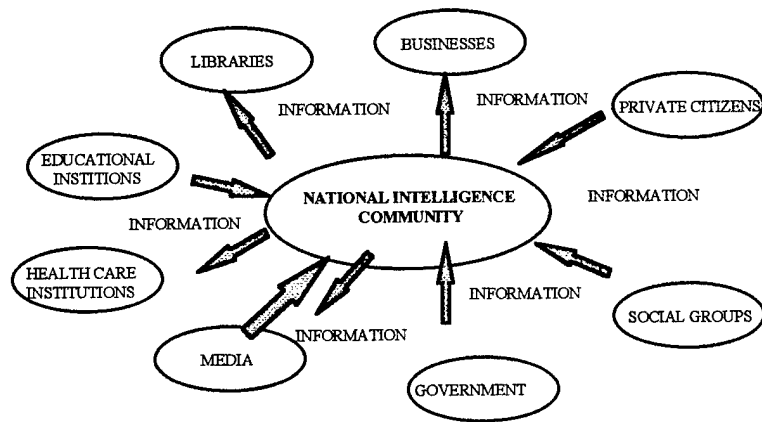 BUSINESSES
LIBRARIES
INFORMATION
INFORMATION
PRIVATE CITIZENS
EDUCATIONAL
INSTITIONS
NATIONAL INTELLIGENCE
COMMUNITY
INFORMATION
INFORMATION
HEALTH CARE
INSTITUTIONS
INFORMATION
SOCIAL GROUPS
INFORMATION
MEDIA
GOVERNMENT